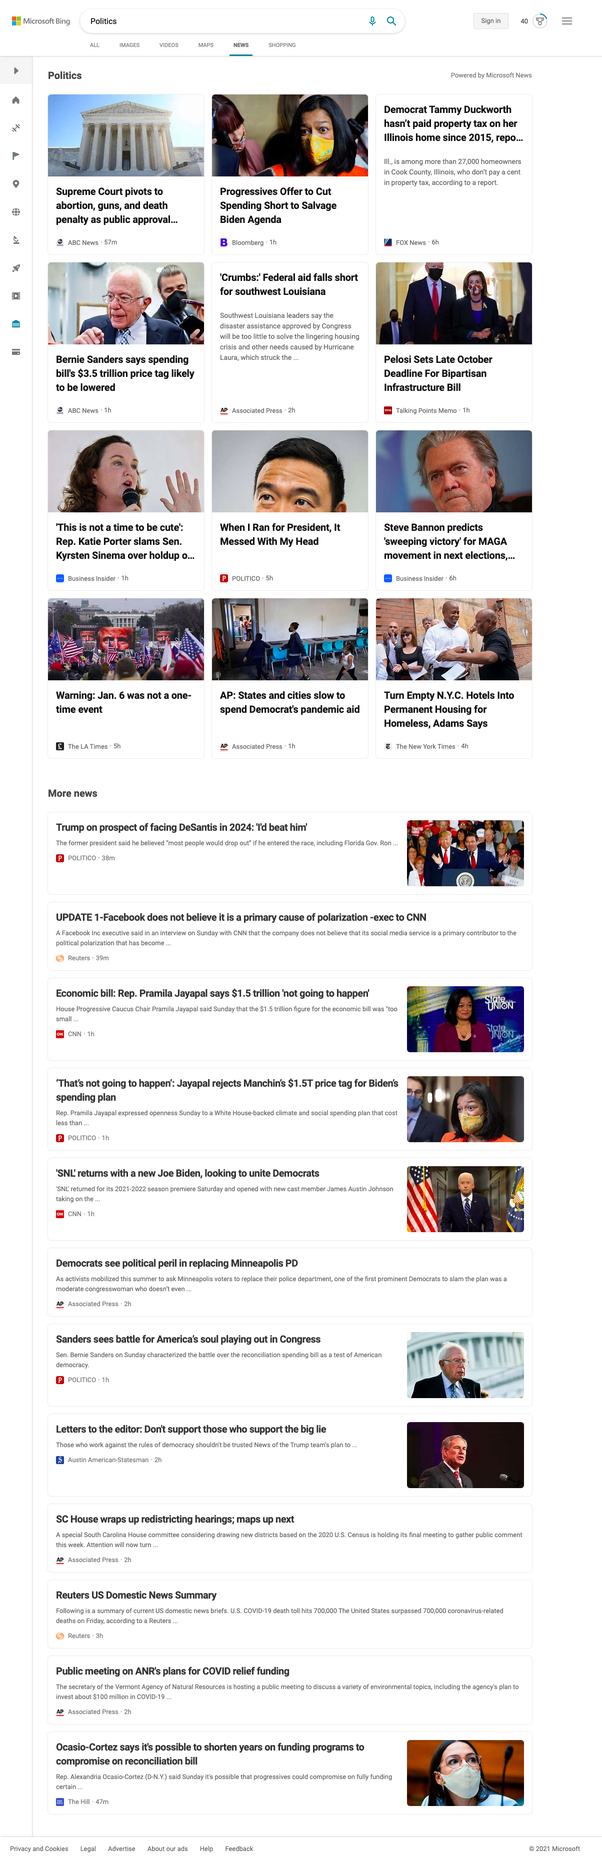 Microsoft Bing
Politics
Sign in
40
ALL
IMAGES
VIDEOS
MAPS
NEWS
SHOPPING
Politics
Powered by Microsoft News
Supreme Court pivots to
abortion, guns, and death
penalty as public approval...
ABC News · 57m
Progressives Offer to Cut
Spending Short to Salvage
Biden Agenda
Bloomberg · 1h
Democrat Tammy Duckworth
hasn't paid property tax on her
Illinois home since 2015, repo...
Ill., is among more than 27,000 homeowners
in Cook County, Illinois, who don't pay a cent
in property tax, according to a report.
FOX News · 6h
Bernie Sanders says spending
bill's $3.5 trillion price tag likely
to be lowered
ABC News · 1h
'Crumbs:' Federal aid falls short
for southwest Louisiana
Southwest Louisiana leaders say the
disaster assistance approved by Congress
will be too little to solve the lingering housing
crisis and other needs caused by Hurricane
Laura, which struck the ...
AP Associated Press · 2h
Pelosi Sets Late October
Deadline For Bipartisan
Infrastructure Bill
Talking Points Memo · 1h
'This is not a time to be cute':
Rep. Katie Porter slams Sen.
Kyrsten Sinema over holdup o...
Business Insider · 1h
When I Ran for President, It
Messed With My Head
POLITICO · 5h
Steve Bannon predicts
'sweeping victory' for MAGA
movement in next elections,...
Business Insider · 6h
Warning: Jan. 6 was not a one-
time event
The LA Times · 5h
AP: States and cities slow to
spend Democrat's pandemic aid
AP Associated Press · 1h
Turn Empty N.Y.C. Hotels Into
Permanent Housing for
Homeless, Adams Says
The New York Times · 4h
More news
Trump on prospect of facing DeSantis in 2024: 'I'd beat him'
The former president said he believed "most people would drop out" if he entered the race, including Florida Gov. Ron ...
POLITICO · 38m
UPDATE 1-Facebook does not believe it is a primary cause of polarization -exec to CNN
A Facebook Inc executive said in an interview on Sunday with CNN that the company does not believe that its social media service is a primary contributor to the
political polarization that has become ...
Reuters · 39m
Economic bill: Rep. Pramila Jayapal says $1.5 trillion 'not going to happen'
House Progressive Caucus Chair Pramila Jayapal said Sunday that the $1.5 trillion figure for the economic bill was "too
small ...
CNN · 1h
State
UNION
'That's not going to happen': Jayapal rejects Manchin's $1.5T price tag for Biden's
spending plan
Rep. Pramila Jayapal expressed openness Sunday to a White House-backed climate and social spending plan that cost
less than ...
POLITICO · 1h
'SNL' returns with a new Joe Biden, looking to unite Democrats
'SNL' returned for its 2021-2022 season premiere Saturday and opened with new cast member James Austin Johnson
taking on the ...
CNN · 1h
Democrats see political peril in replacing Minneapolis PD
As activists mobilized this summer to ask Minneapolis voters to replace their police department, one of the first prominent Democrats to slam the plan was a
moderate congresswoman who doesn't even ...
AP Associated Press · 2h
Sanders sees battle for America's soul playing out in Congress
Sen. Bernie Sanders on Sunday characterized the battle over the reconciliation spending bill as a test of American
democracy.
POLITICO · 1h
Letters to the editor: Don't support those who support the big lie
Those who work against the rules of democracy shouldn't be trusted News of the Trump team's plan to ...
Austin American-Statesman · 2h
SC House wraps up redistricting hearings; maps up next
A special South Carolina House committee considering drawing new districts based on the 2020 U.S. Census is holding its final meeting to gather public comment
this week. Attention will now turn ...
AP Associated Press · 2h
Reuters US Domestic News Summary
Following is a summary of current US domestic news briefs. U.S. COVID-19 death toll hits 700,000 The United States surpassed 700,000 coronavirus-related
deaths on Friday, according to a Reuters ...
Reuters · 3h
Public meeting on ANR's plans for COVID relief funding
The secretary of the Vermont Agency of Natural Resources is hosting a public meeting to discuss a variety of environmental topics, including the agency's plan to
invest about $100 million in COVID-19 ...
AP Associated Press · 2h
Ocasio-Cortez says it's possible to shorten years on funding programs to
compromise on reconciliation bill
Rep. Alexandria Ocasio-Cortez (D-N.Y.) said Sunday it's possible that progressives could compromise on fully funding
certain ...
The Hill · 47m
Privacy and Cookies
Legal
Advertise
About our ads
Help
Feedback
© 2021 Microsoft